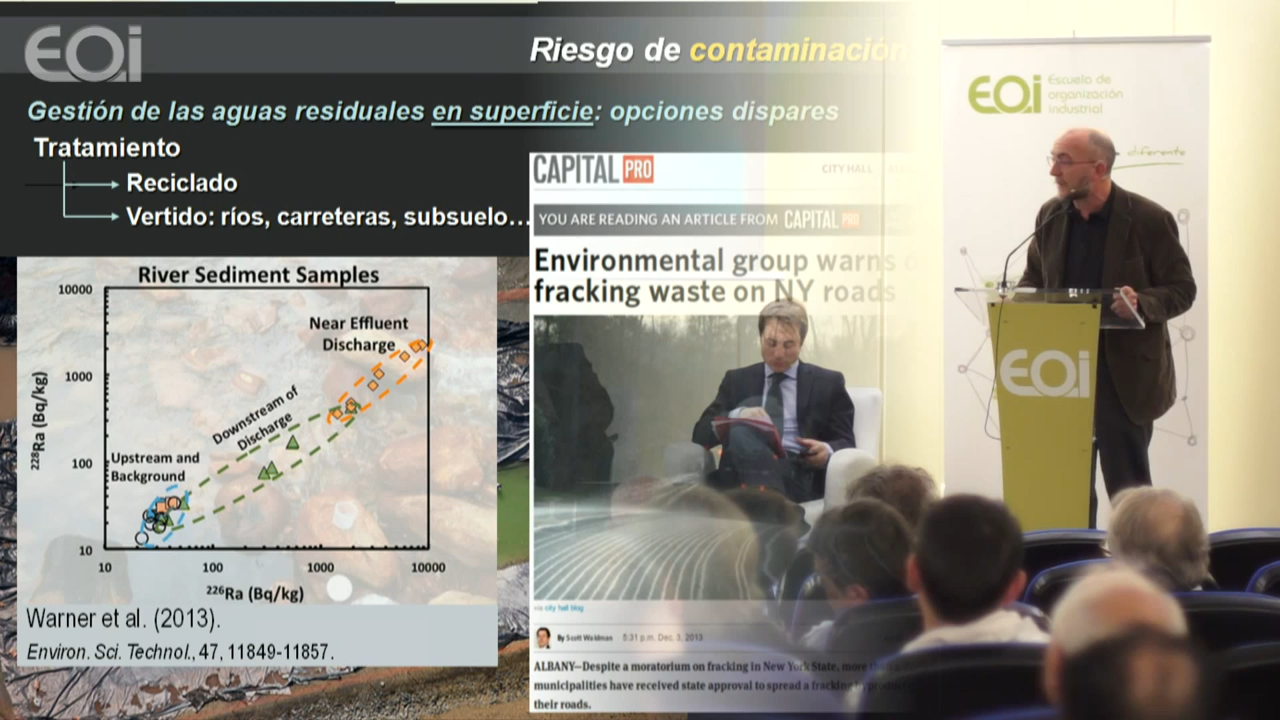 EOi
Riesgo de contaminación
Gestión de las aguas residuales en superficie: opciones dispares
Tratamiento
Reciclado
Vertido: ríos, carreteras, subsuelo...
River Sediment Samples
10000
1000
100
10
228Ra (Bq/kg)
Near Effluent
Discharge
Downstream of
Discharge
Upstream and
Background
10
100
1000
10000
226Ra (Bq/kg)
Warner et al. (2013).
Environ. Sci. Technol., 47, 11849-11857.
CAPITAL PRO
CITY HALL
YOU ARE READING AN ARTICLE FROM CAPITAL PRO
Environmental group warns
fracking waste on NY roads
via city hall blog
By Scott Waldman 5:31 p.m. Dec. 3, 2013
ALBANY—Despite a moratorium on fracking in New York State, more
municipalities have received state approval to spread a fracking
their roads.
EOi Escuela de
organización
industrial
diferente
EOi